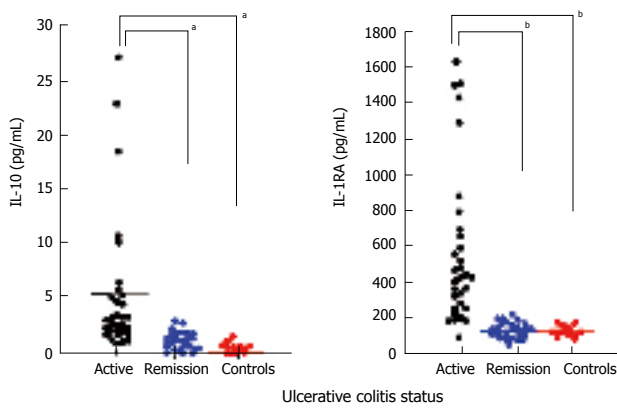 a
a
30
25
20
15
10
5
0
IL-10 (pg/mL)
Active Remission Controls
b
b
1800
1600
1400
1200
1000
800
600
400
200
0
IL-1RA (pg/mL)
Active Remission Controls
Ulcerative colitis status